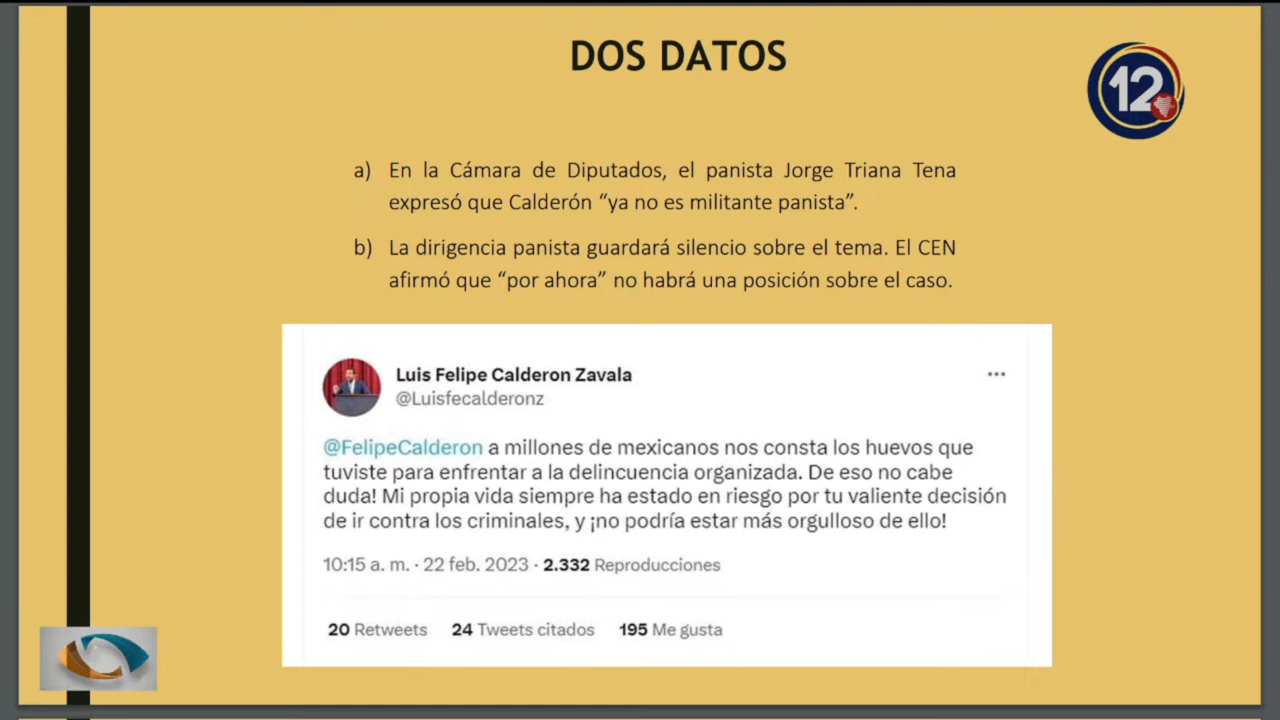 DOS DATOS
12
a) En la Cámara de Diputados, el panista Jorge Triana Tena
expresó que Calderón “ya no es militante panista”.
b) La dirigencia panista guardará silencio sobre el tema. El CEN
afirmó que “por ahora” no habrá una posición sobre el caso.
Luis Felipe Calderon Zavala
@Luisfecalderonz
@FelipeCalderon a millones de mexicanos nos consta los huevos que
tuviste para enfrentar a la delincuencia organizada. De eso no cabe
duda! Mi propia vida siempre ha estado en riesgo por tu valiente decisión
de ir contra los criminales, y ¡no podría estar más orgulloso de ello!
10:15 a. m. · 22 feb. 2023 · 2.332 Reproducciones
20 Retweets 24 Tweets citados 195 Me gusta